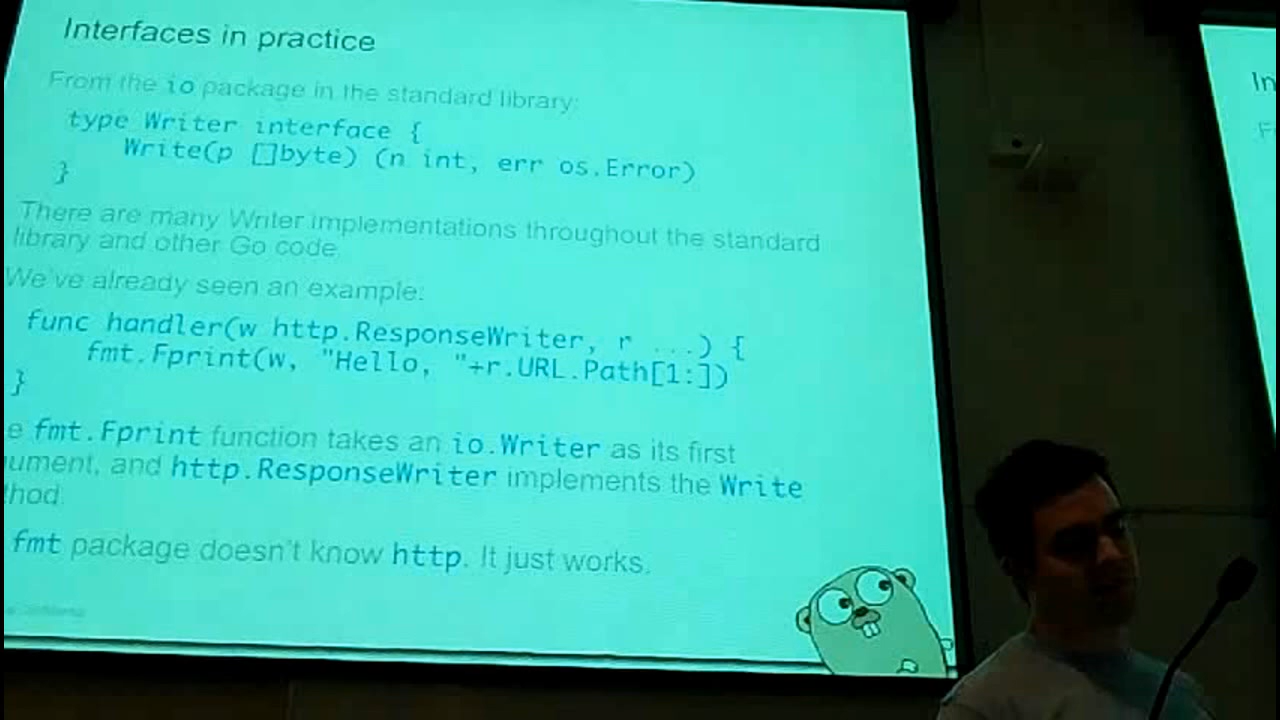 Interfaces in practice
From the io package in the standard library:
type Writer interface {
Write(p []byte) (n int, err os.Error)
}
There are many Writer implementations throughout the standard
library and other Go code.
We've already seen an example:
func handler(w http.ResponseWriter, r ...) {
fmt.Fprint(w, "Hello, "+r.URL.Path[1:])
}
e fmt.Fprint function takes an io.Writer as its first
ument, and http.ResponseWriter implements the Write
thod.
fmt package doesn't know http. It just works.
In
F